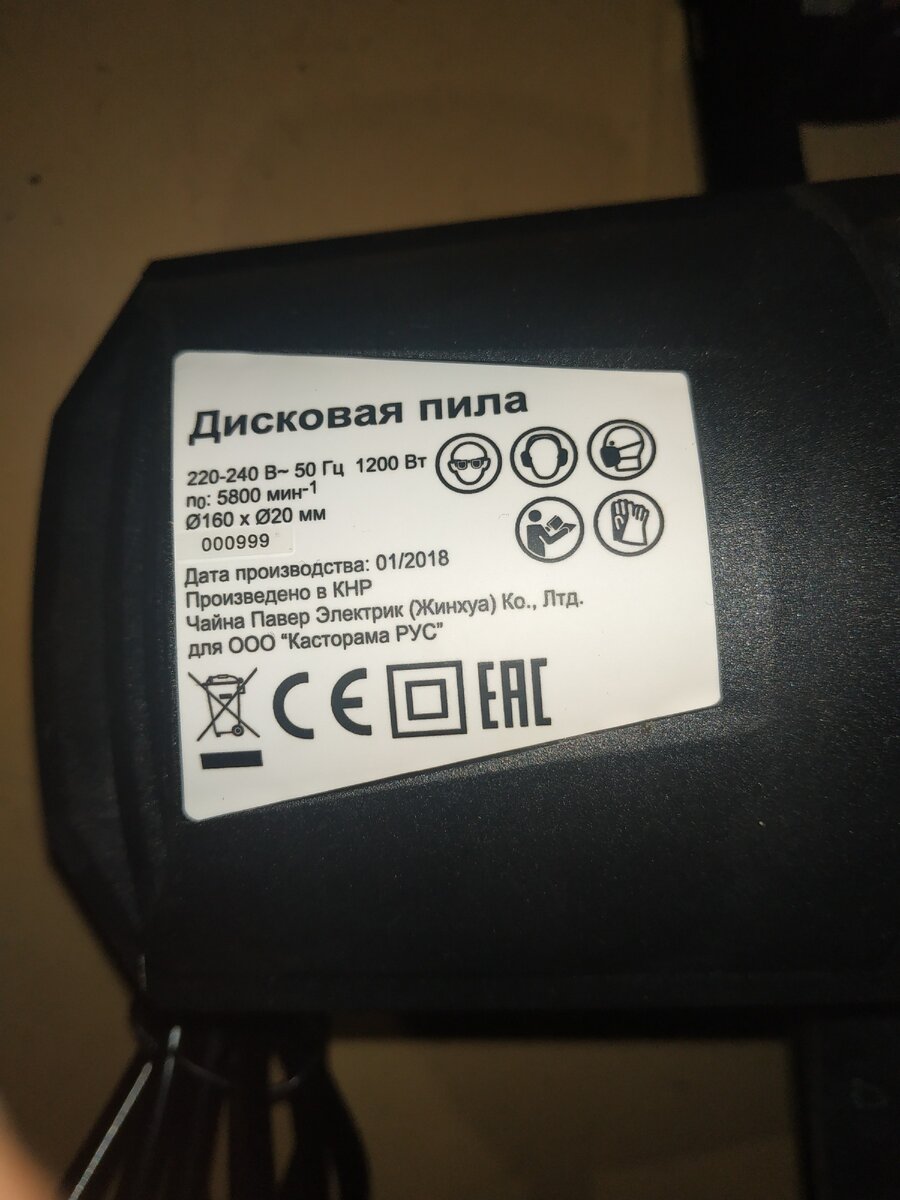 Дисковая пила
220-240 В~ 50 Гц 1200 Вт
n₀: 5800 мин⁻¹
Ø160 x Ø20 мм
000999
Дата производства: 01/2018
Произведено в КНР
Чайна Павер Электрик (Жинхуа) Ко., Лтд.
для ООО “Касторама РУС”
CE EAC